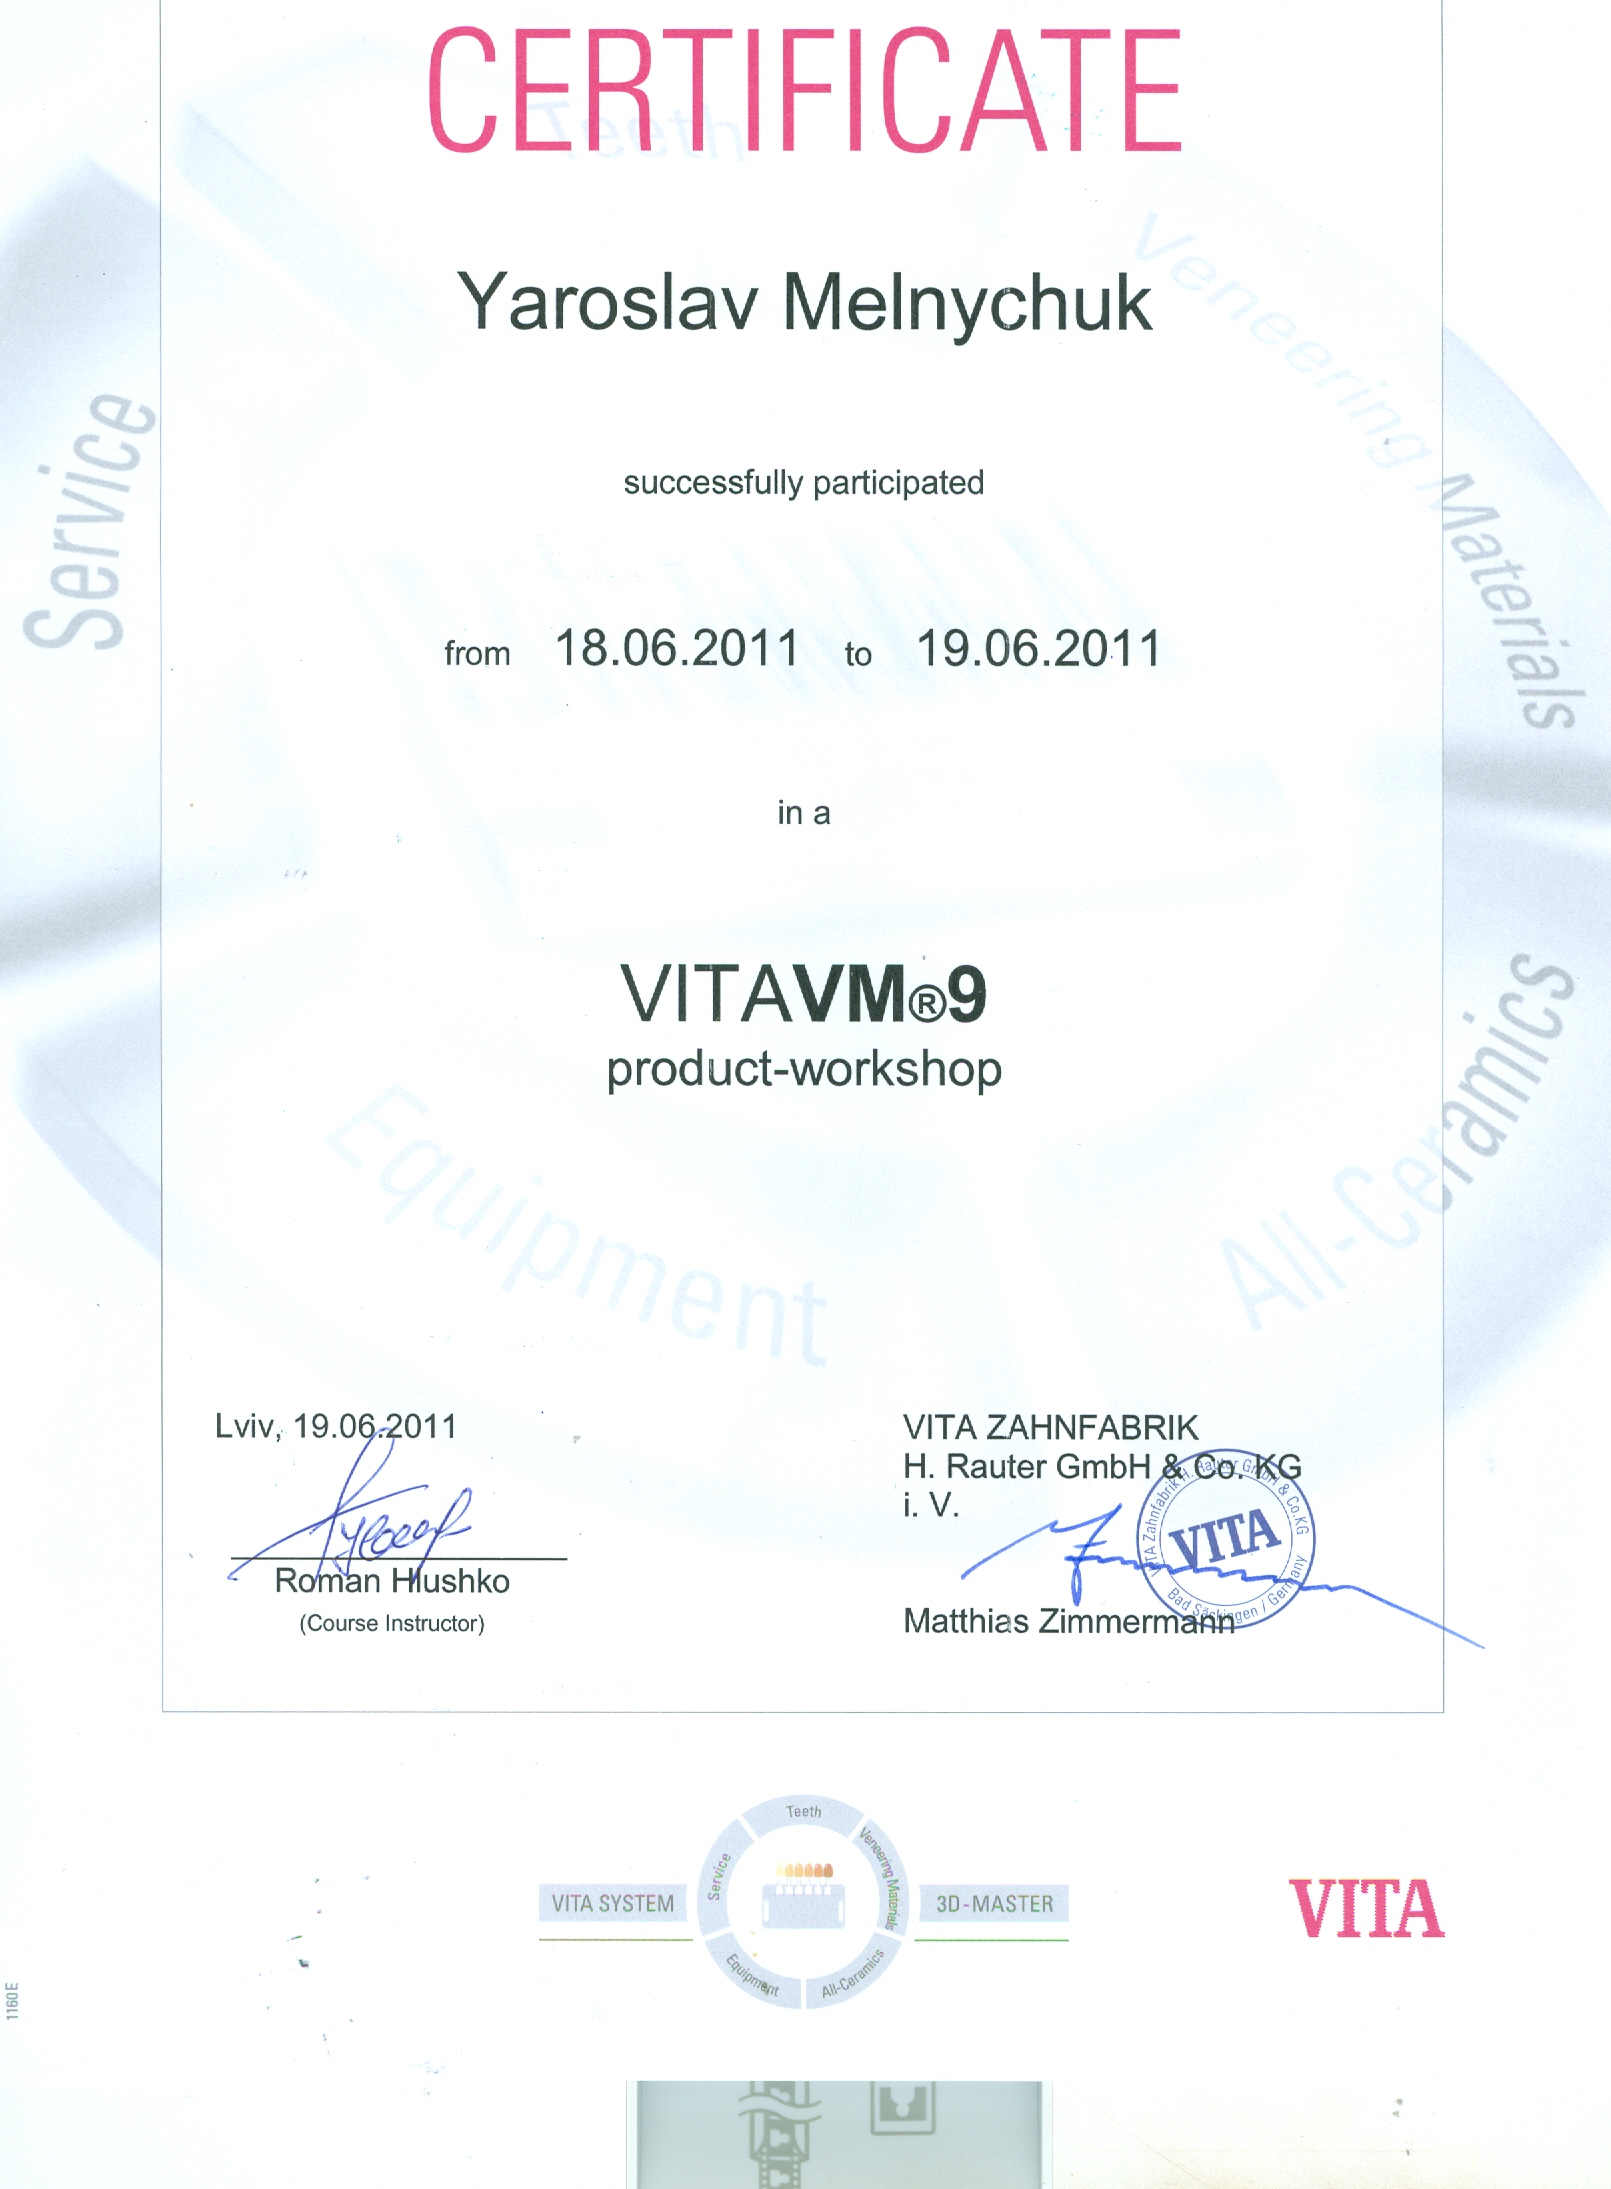 CERTIFICATE
Yaroslav Melnychuk
successfully participated
from 18.06.2011 to 19.06.2011
in a
VITAVM®9
product-workshop
Service
Teeth
Veneering Materials
Equipment
All-Ceramics
Lviv, 19.06.2011
Roman Hlushko
(Course Instructor)
VITA ZAHNFABRIK
H. Rauter GmbH & Co. KG
i. V.
Matthias Zimmermann
VITA Zahnfabrik H. Rauter GmbH & Co.KG
VITA
Bad Säckingen / Germany
VITA SYSTEM
Teeth
Service
Veneering Materials
Equipment
All-Ceramics
3D-MASTER
VITA
1160E